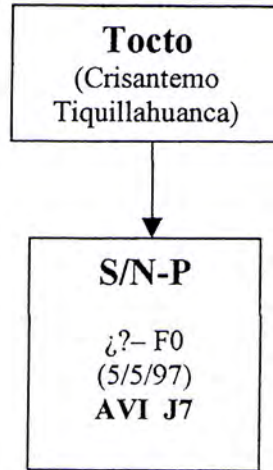 Tocto
(Crisantemo
Tiquillahuanca)
S/N-P
¿?– F0
(5/5/97)
AVI J7